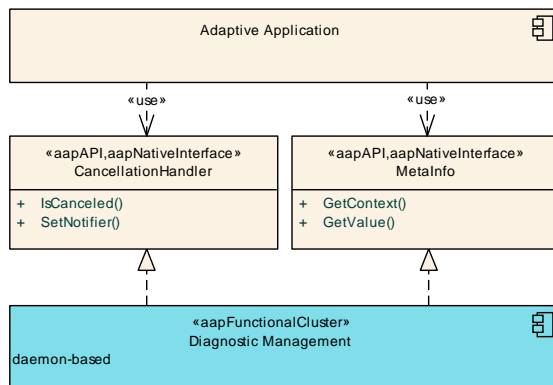 Adaptive Application
«use»
«use»
«aapAPI,aapNativeInterface»
CancellationHandler
+ IsCanceled()
+ SetNotifier()
«aapAPI,aapNativeInterface»
MetaInfo
+ GetContext()
+ GetValue()
«aapFunctionalCluster»
Diagnostic Management
daemon-based